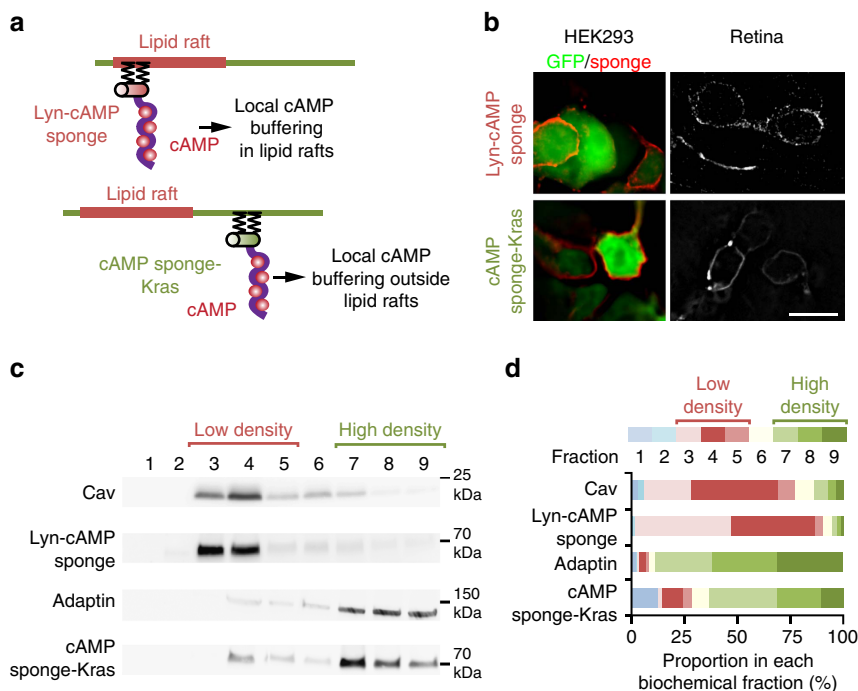 a
Lipid raft
Lyn-cAMP
sponge
cAMP
Local cAMP
buffering
in lipid rafts
Lipid raft
cAMP sponge-
Kras
cAMP
Local cAMP
buffering outside
lipid rafts
b
HEK293
Retina
GFP/sponge
Lyn-cAMP
sponge
cAMP
sponge-Kras
c
Low density
High density
1 2 3 4 5 6 7 8 9
Cav
25
kDa
Lyn-cAMP
sponge
70
kDa
Adaptin
150
kDa
cAMP
sponge-Kras
70
kDa
d
Low
density
High
density
Fraction 1 2 3 4 5 6 7 8 9
Cav
Lyn-cAMP
sponge
Adaptin
cAMP
sponge-Kras
0 25 50 75 100
Proportion in each
biochemical fraction (%)